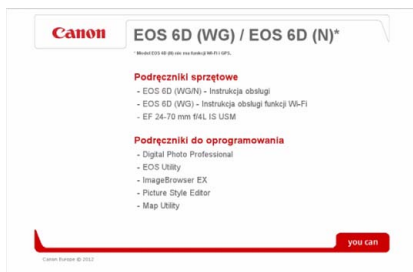 Canon
EOS 6D (WG) / EOS 6D (N)*
* Model EOS 6D (N) nie ma funkcji Wi-Fi i GPS.
Podręczniki sprzętowe
- EOS 6D (WG/N) - Instrukcja obsługi
- EOS 6D (WG) - Instrukcja obsługi funkcji Wi-Fi
- EF 24-70 mm f/4L IS USM
Podręczniki do oprogramowania
- Digital Photo Professional
- EOS Utility
- ImageBrowser EX
- Picture Style Editor
- Map Utility
you can
Canon Europe © 2012